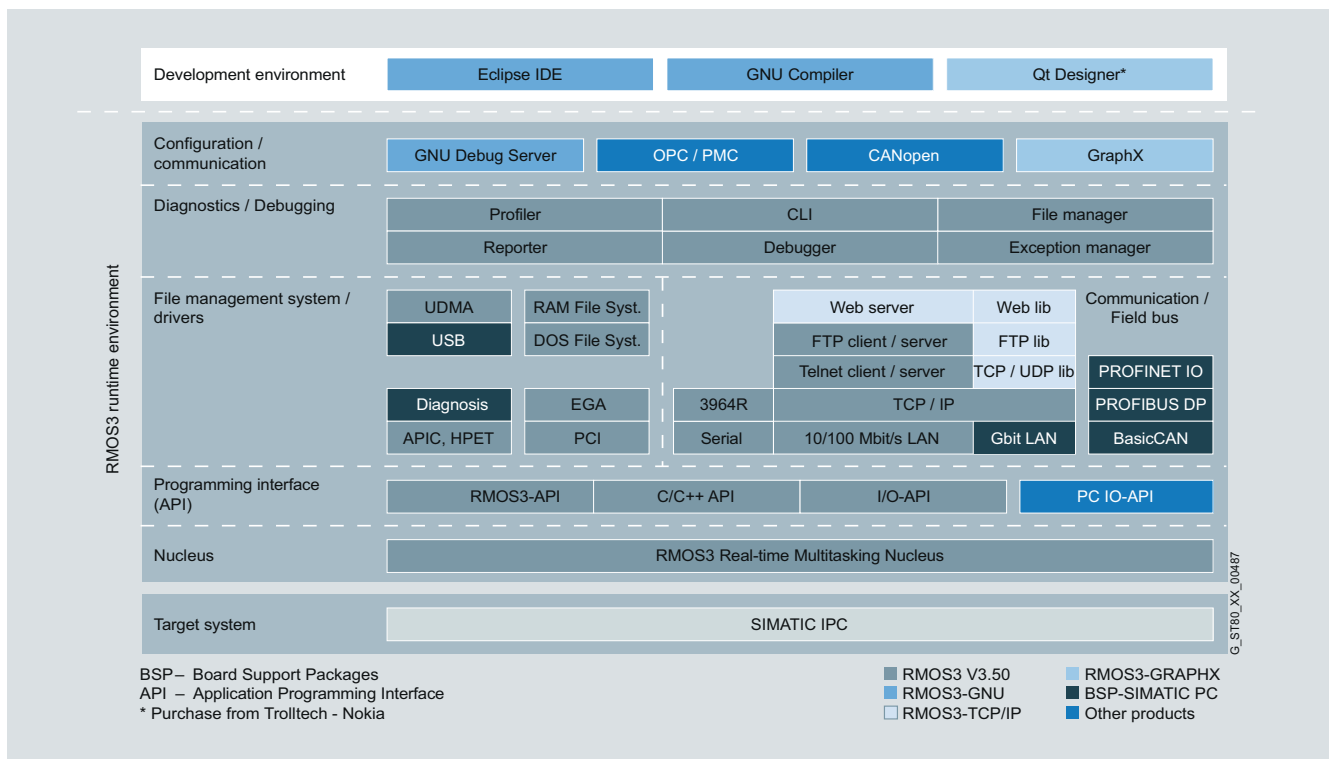 Development environment
Eclipse IDE
GNU Compiler
Qt Designer*
RMOS3 runtime environment
Configuration /
communication
GNU Debug Server
OPC / PMC
CANopen
GraphX
Diagnostics / Debugging
Profiler
CLI
File manager
Reporter
Debugger
Exception manager
File management system /
drivers
UDMA
RAM File Syst.
USB
DOS File Syst.
Diagnosis
EGA
APIC, HPET
PCI
Web server
Web lib
FTP client / server
FTP lib
Telnet client / server
TCP / UDP lib
3964R
TCP / IP
Serial
10/100 Mbit/s LAN
Gbit LAN
Communication /
Field bus
PROFINET IO
PROFIBUS DP
BasicCAN
Programming interface
(API)
RMOS3-API
C/C++ API
I/O-API
PC IO-API
Nucleus
RMOS3 Real-time Multitasking Nucleus
Target system
SIMATIC IPC
G_ST80_XX_00487
BSP – Board Support Packages
API – Application Programming Interface
* Purchase from Trolltech - Nokia
RMOS3 V3.50
RMOS3-GNU
RMOS3-TCP/IP
RMOS3-GRAPHX
BSP-SIMATIC PC
Other products